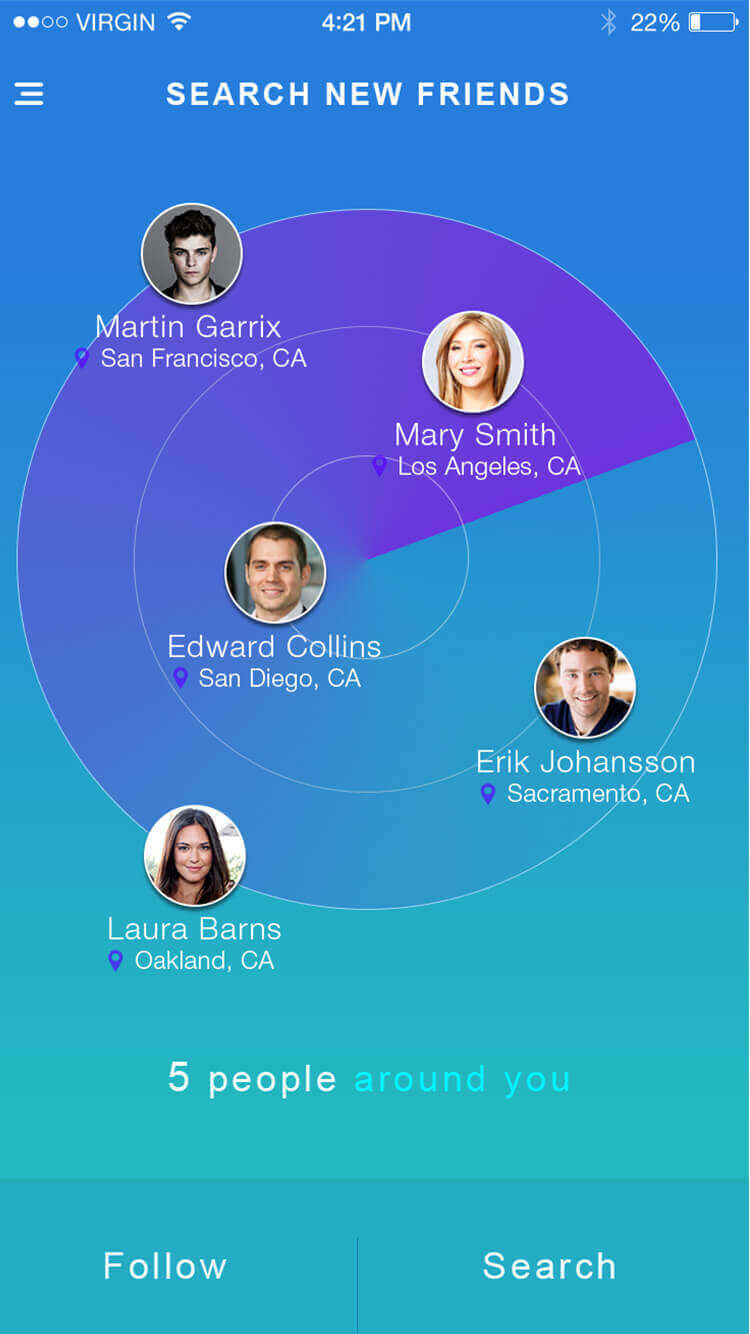 VIRGIN 4:21 PM 22%
SEARCH NEW FRIENDS
Martin Garrix
San Francisco, CA
Mary Smith
Los Angeles, CA
Edward Collins
San Diego, CA
Erik Johansson
Sacramento, CA
Laura Barns
Oakland, CA
5 people around you
Follow Search